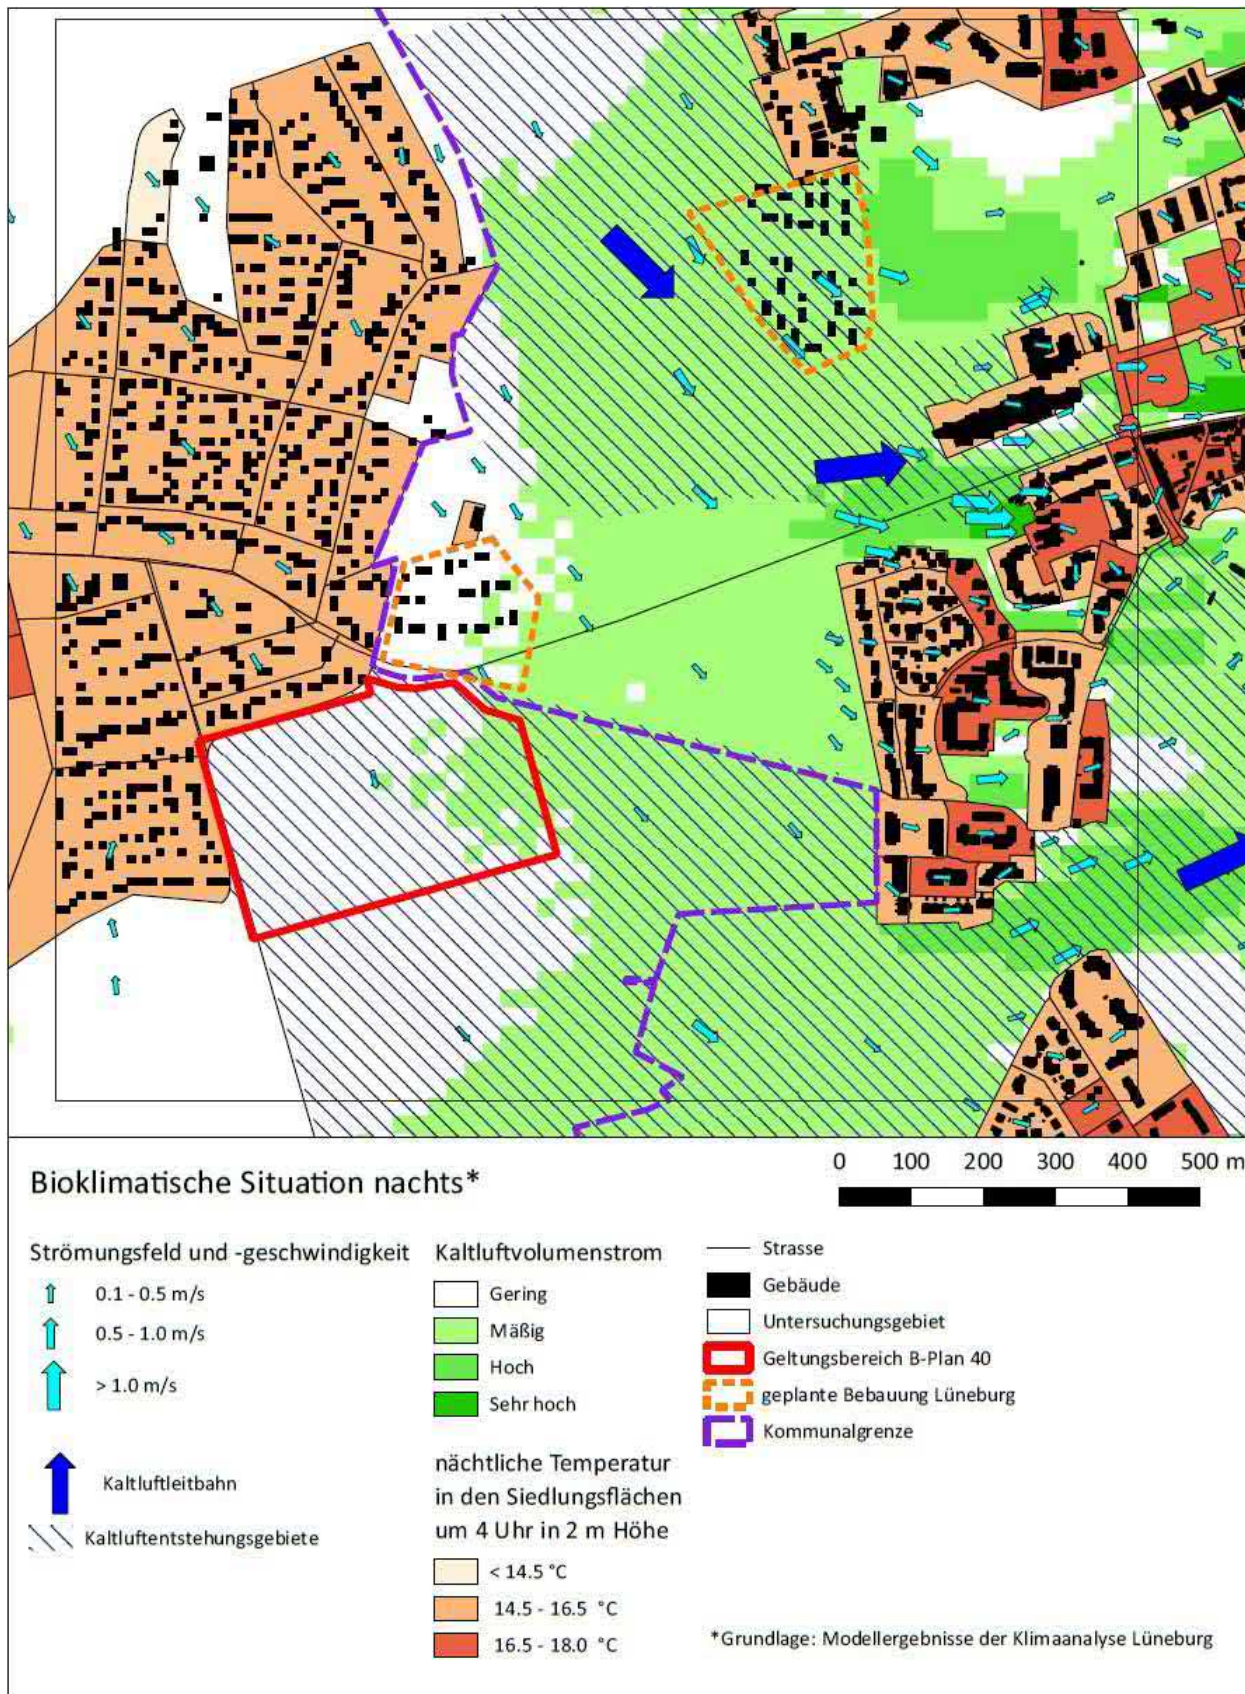 Bioklimatische Situation nachts*
0 100 200 300 400 500 m
Strömungsfeld und -geschwindigkeit
0.1 - 0.5 m/s
0.5 - 1.0 m/s
> 1.0 m/s
Kaltluftleitbahn
Kaltluftentstehungsgebiete
Kaltluftvolumenstrom
Gering
Mäßig
Hoch
Sehr hoch
nächtliche Temperatur
in den Siedlungsflächen
um 4 Uhr in 2 m Höhe
< 14.5 °C
14.5 - 16.5 °C
16.5 - 18.0 °C
Strasse
Gebäude
Untersuchungsgebiet
Geltungsbereich B-Plan 40
geplante Bebauung Lüneburg
Kommunalgrenze
*Grundlage: Modellergebnisse der Klimaanalyse Lüneburg